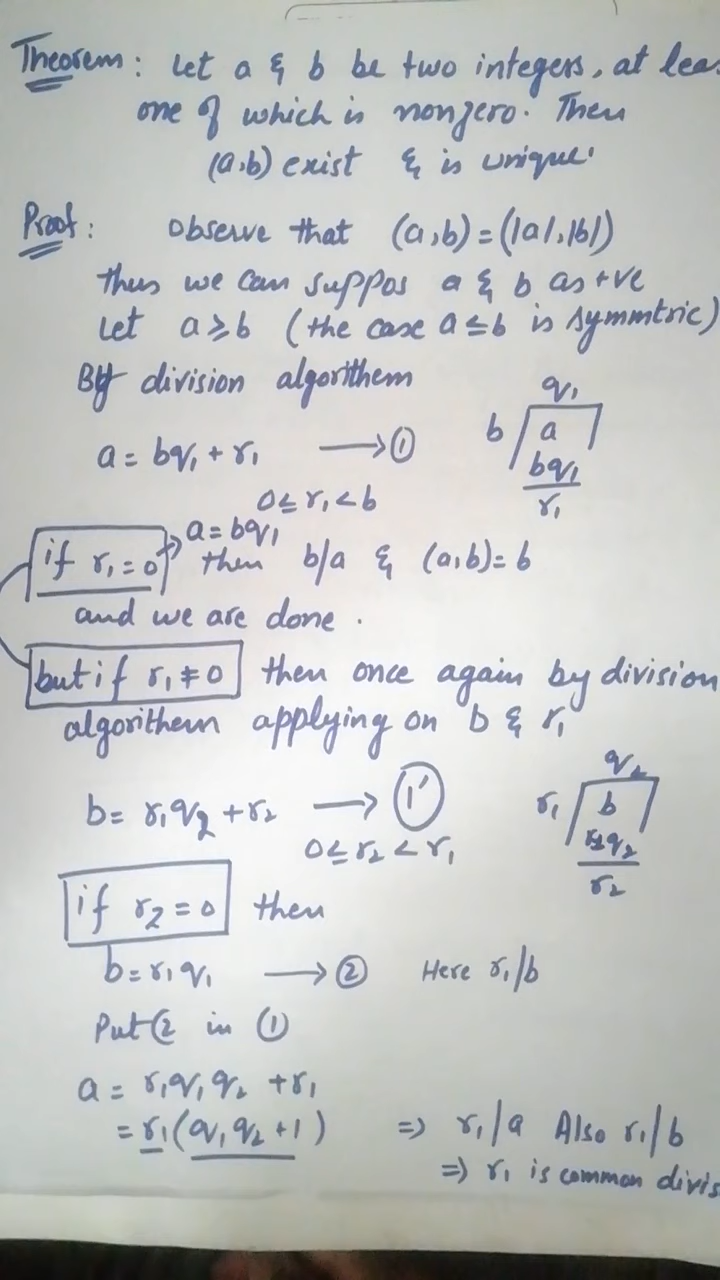 Theorem: Let a & b be two integers, at leas
one of which is nonzero. Then
(a,b) exist & is unique.
Proof: Observe that (a,b)=(|a|,|b|)
thus we can suppos a & b as +ve
Let a≥b (the case a≤b is symmtric)
By division algorithem
q₁
b a
a = bq₁ + r₁ → ①
bq₁
0≤r₁<b
r₁
a=bq₁
if r₁=0 then b/a & (a,b)=b
and we are done.
but if r₁≠0 then once again by division
algorithem applying on b & r₁
q₂
b= r₁q₂+r₂ → ①′ r₁ b
r₁q₂
0≤r₂<r₁
r₂
if r₂=0 then
b=r₁q₁ → ② Here r₁/b
Put ② in ①
a = r₁q₁q₂ +r₁
=r₁(q₁q₂+1) ⇒ r₁/a Also r₁/b
⇒ r₁ is common divis